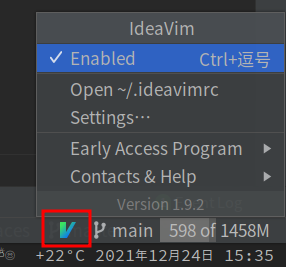 IdeaVim
Enabled Ctrl+逗号
Open ~/.ideavimrc
Settings…
Early Access Program
Contacts & Help
Version 1.9.2
main 598 of 1458M
+22°C 2021年12月24日 15:35